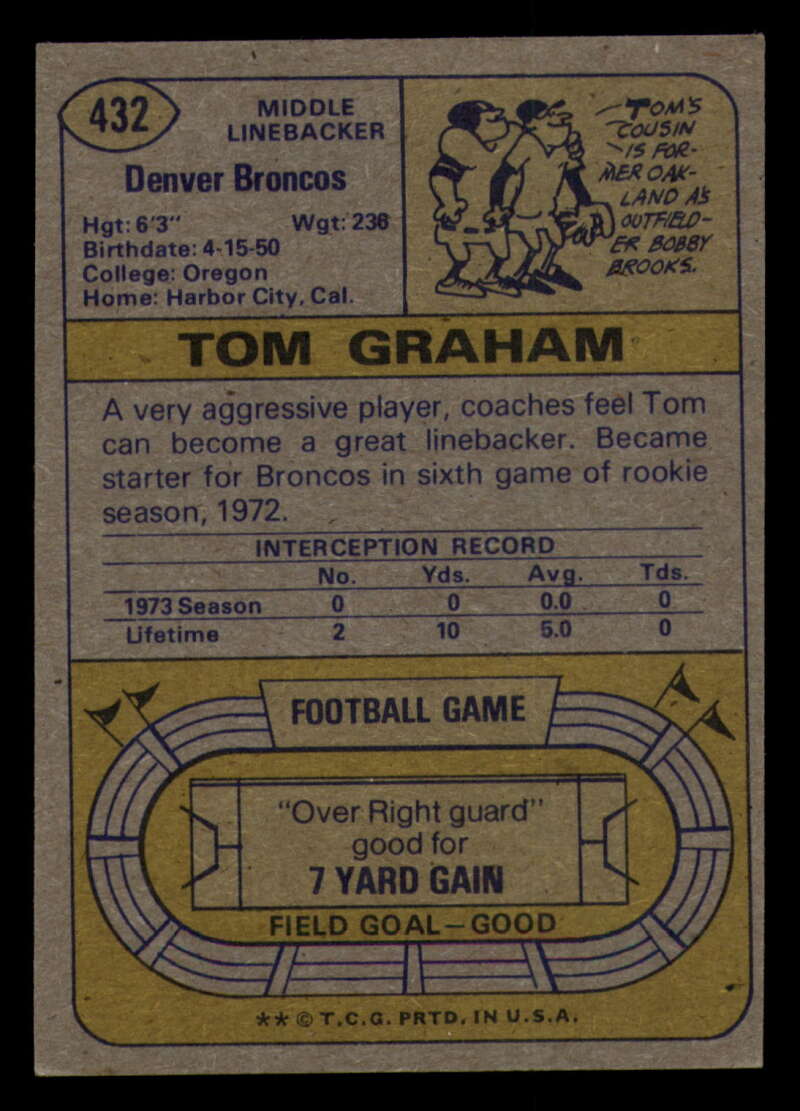 432
MIDDLE
LINEBACKER
Denver Broncos
Hgt: 6'3" Wgt: 236
Birthdate: 4-15-50
College: Oregon
Home: Harbor City, Cal.
TOM'S
COUSIN
IS FOR-
MER OAK-
LAND A'S
OUTFIELD-
ER BOBBY
BROOKS.
TOM GRAHAM
A very aggressive player, coaches feel Tom
can become a great linebacker. Became
starter for Broncos in sixth game of rookie
season, 1972.
INTERCEPTION RECORD
No. Yds. Avg. Tds.
1973 Season 0 0 0.0 0
Lifetime 2 10 5.0 0
FOOTBALL GAME
"Over Right guard"
good for
7 YARD GAIN
FIELD GOAL—GOOD
** © T.C.G. PRTD. IN U.S.A.